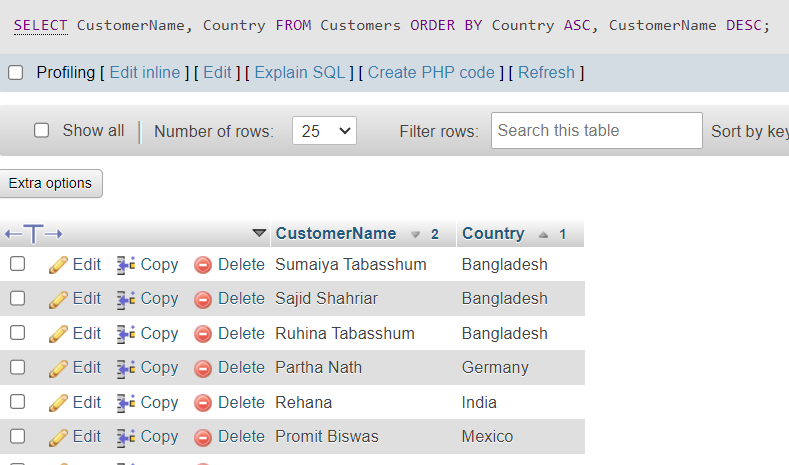 SELECT CustomerName, Country FROM Customers ORDER BY Country ASC, CustomerName DESC;
Profiling [ Edit inline ] [ Edit ] [ Explain SQL ] [ Create PHP code ] [ Refresh ]
Show all Number of rows: 25 Filter rows: Search this table Sort by key
Extra options
←T→ CustomerName 2 Country 1
Edit Copy Delete Sumaiya Tabasshum Bangladesh
Edit Copy Delete Sajid Shahriar Bangladesh
Edit Copy Delete Ruhina Tabasshum Bangladesh
Edit Copy Delete Partha Nath Germany
Edit Copy Delete Rehana India
Edit Copy Delete Promit Biswas Mexico